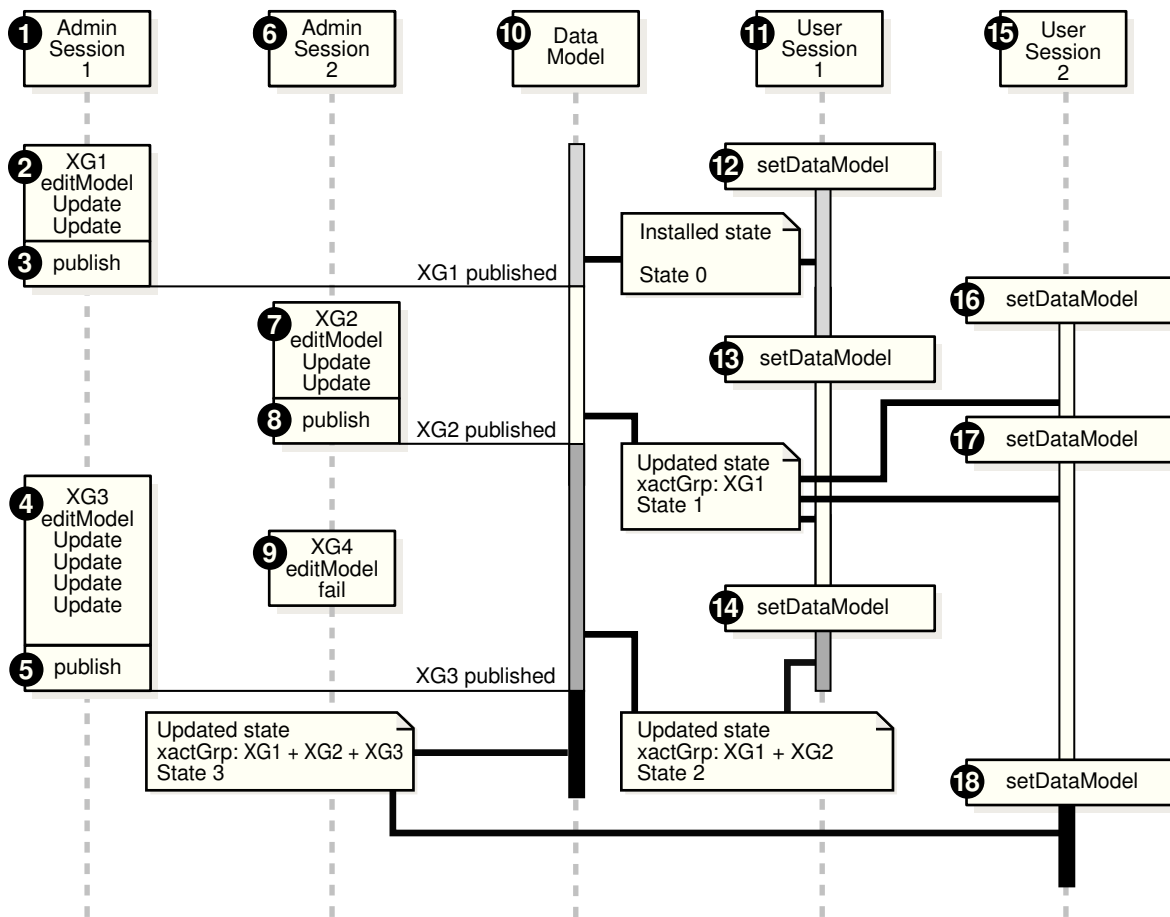 1
Admin
Session
1
6
Admin
Session
2
10
Data
Model
11
User
Session
1
15
User
Session
2
2
XG1
editModel
Update
Update
3
publish
XG1 published
12
setDataModel
Installed state
State 0
16
setDataModel
7
XG2
editModel
Update
Update
8
publish
XG2 published
13
setDataModel
17
setDataModel
Updated state
xactGrp: XG1
State 1
4
XG3
editModel
Update
Update
Update
Update
5
publish
XG3 published
9
XG4
editModel
fail
14
setDataModel
Updated state
xactGrp: XG1 + XG2 + XG3
State 3
Updated state
xactGrp: XG1 + XG2
State 2
18
setDataModel